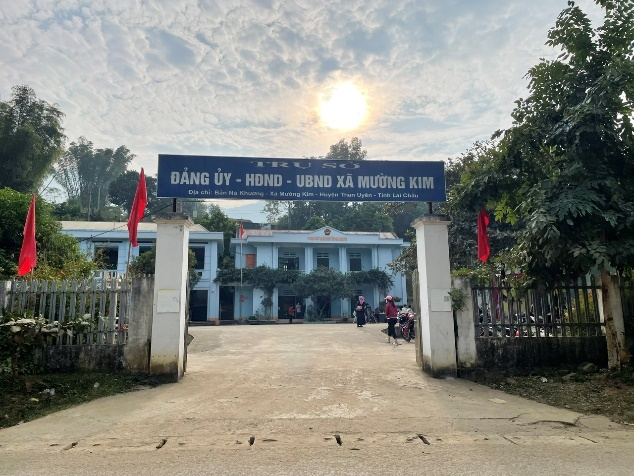 TRỤ SỞ
ĐẢNG ỦY - HĐND - UBND XÃ MƯỜNG KIM
Địa chỉ: Bản Nà Khương - Xã Mường Kim - Huyện Than Uyên - Tỉnh Lai Châu